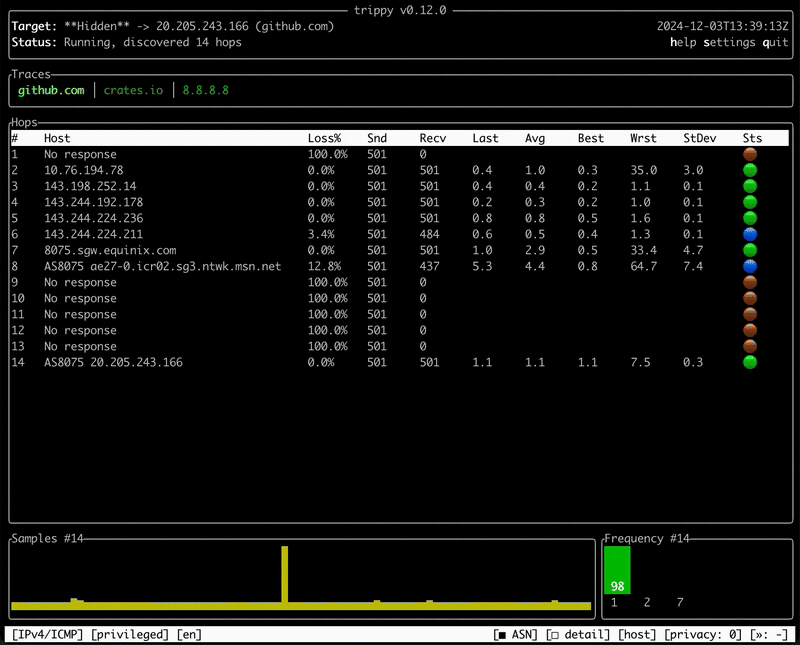 trippy v0.12.0
Target: **Hidden** -> 20.205.243.166 (github.com) 2024-12-03T13:39:13Z
Status: Running, discovered 14 hops help settings quit
Traces
github.com | crates.io | 8.8.8.8
Hops
# Host Loss% Snd Recv Last Avg Best Wrst StDev Sts
1 No response 100.0% 501 0
2 10.76.194.78 0.0% 501 501 0.4 1.0 0.3 35.0 3.0
3 143.198.252.14 0.0% 501 501 0.4 0.4 0.2 1.1 0.1
4 143.244.192.178 0.0% 501 501 0.2 0.3 0.2 1.0 0.1
5 143.244.224.236 0.0% 501 501 0.8 0.8 0.5 1.6 0.1
6 143.244.224.211 3.4% 501 484 0.6 0.5 0.4 1.3 0.1
7 8075.sgw.equinix.com 0.0% 501 501 1.0 2.9 0.5 33.4 4.7
8 AS8075 ae27-0.icr02.sg3.ntwk.msn.net 12.8% 501 437 5.3 4.4 0.8 64.7 7.4
9 No response 100.0% 501 0
10 No response 100.0% 501 0
11 No response 100.0% 501 0
12 No response 100.0% 501 0
13 No response 100.0% 501 0
14 AS8075 20.205.243.166 0.0% 501 501 1.1 1.1 1.1 7.5 0.3
Samples #14
Frequency #14
98
1 2 7
[IPv4/ICMP] [privileged] [en] [■ ASN] [□ detail] [host] [privacy: 0] [»: -]